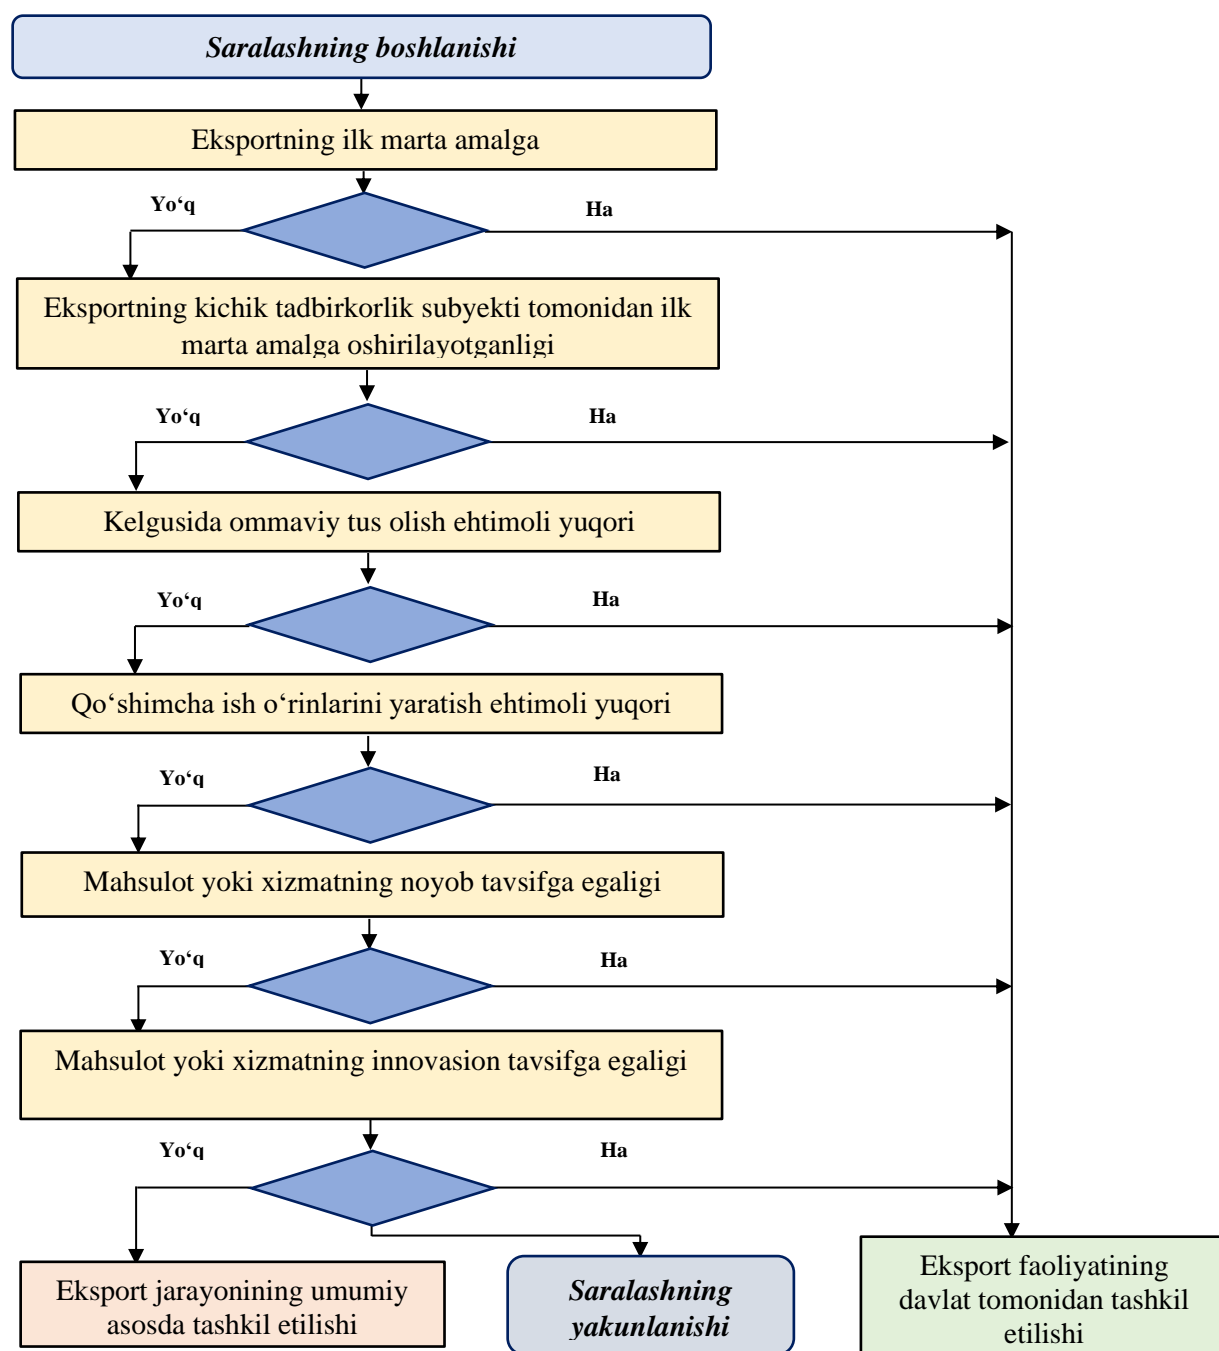 Saralashning boshlanishi
Eksportning ilk marta amalga
Yo‘q
Ha
Eksportning kichik tadbirkorlik subyekti tomonidan ilk
marta amalga oshirilayotganligi
Yo‘q
Ha
Kelgusida ommaviy tus olish ehtimoli yuqori
Yo‘q
Ha
Qo‘shimcha ish o‘rinlarini yaratish ehtimoli yuqori
Yo‘q
Ha
Mahsulot yoki xizmatning noyob tavsifga egaligi
Yo‘q
Ha
Mahsulot yoki xizmatning innovasion tavsifga egaligi
Yo‘q
Ha
Eksport jarayonining umumiy
asosda tashkil etilishi
Saralashning
yakunlanishi
Eksport faoliyatining
davlat tomonidan tashkil
etilishi